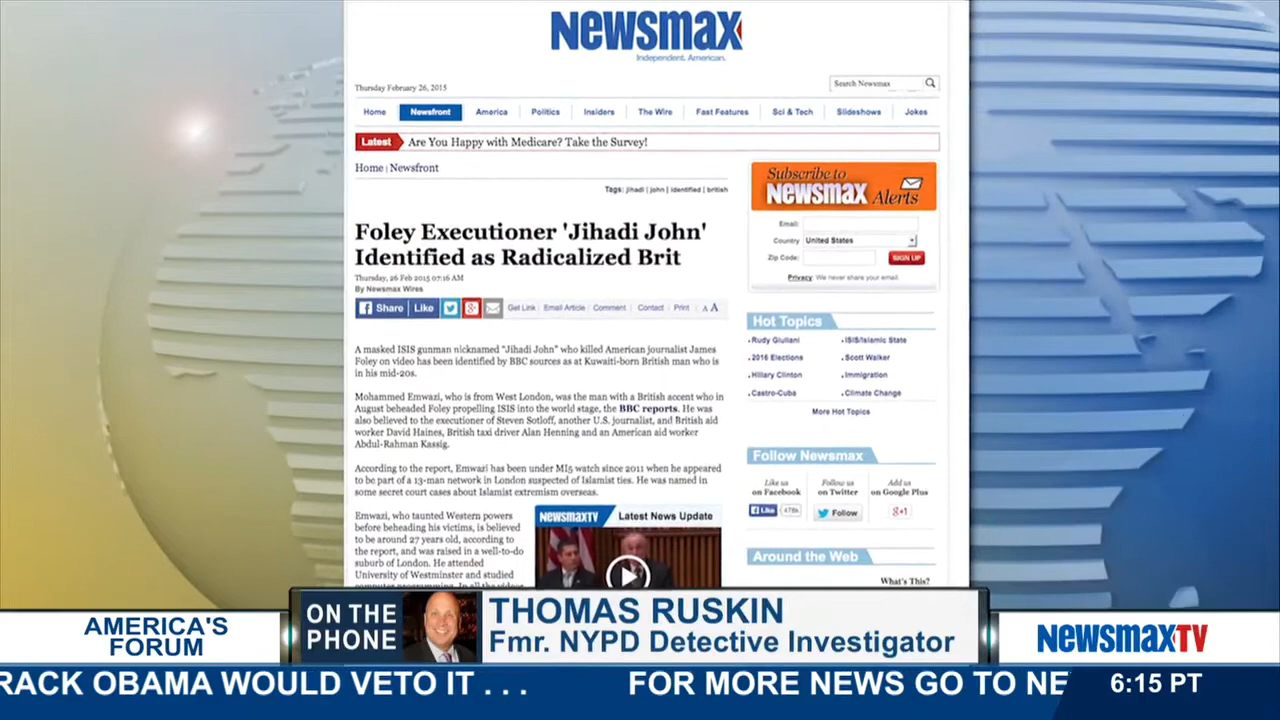 Newsmax
Independent. American.
Thursday February 26, 2015
Search Newsmax
Home Newsfront America Politics Insiders The Wire Fast Features Sci & Tech Slideshows Jokes
Latest Are You Happy with Medicare? Take the Survey!
Home | Newsfront
Tags: jihadi | john | identified | british
Foley Executioner 'Jihadi John'
Identified as Radicalized Brit
Thursday, 26 Feb 2015 07:16 AM
By Newsmax Wires
Share Like Get Link Email Article Comment Contact Print A A
A masked ISIS gunman nicknamed "Jihadi John" who killed American journalist James
Foley on video has been identified by BBC sources as at Kuwaiti-born British man who is
in his mid-20s.
Mohammed Emwazi, who is from West London, was the man with a British accent who in
August beheaded Foley propelling ISIS into the world stage, the BBC reports. He was
also believed to the executioner of Steven Sotloff, another U.S. journalist, and British aid
worker David Haines, British taxi driver Alan Henning and an American aid worker
Abdul-Rahman Kassig.
According to the report, Emwazi has been under MI5 watch since 2011 when he appeared
to be part of a 13-man network in London suspected of Islamist ties. He was named in
some secret court cases about Islamist extremism overseas.
Emwazi, who taunted Western powers
before beheading his victims, is believed
to be around 27 years old, according to
the report, and was raised in a well-to-do
suburb of London. He attended
University of Westminster and studied
NewsmaxTV Latest News Update
Subscribe to
Newsmax
Alerts
Email:
Country United States
Zip Code: SIGN UP
Privacy: We never share your email.
Hot Topics
Rudy Giuliani ISIS/Islamic State
2016 Elections Scott Walker
Hillary Clinton Immigration
Castro-Cuba Climate Change
More Hot Topics
Follow Newsmax
Like us Follow us Add us
on Facebook on Twitter on Google Plus
Like 478k Follow g+1
Around the Web
What's This?
AMERICA'S
FORUM
ON THE
PHONE
THOMAS RUSKIN
Fmr. NYPD Detective Investigator
NewsmaxTV
RACK OBAMA WOULD VETO IT . . . FOR MORE NEWS GO TO NE
6:15 PT